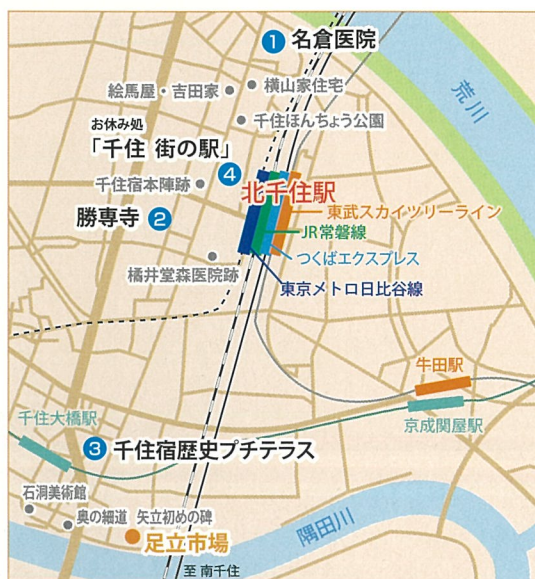 1 名倉医院
絵馬屋・吉田家
横山家住宅
千住ほんちょう公園
荒川
お休み処
「千住 街の駅」
4
千住宿本陣跡
北千住駅
勝専寺 2
東武スカイツリーライン
JR常磐線
つくばエクスプレス
東京メトロ日比谷線
橘井堂森医院跡
牛田駅
京成関屋駅
千住大橋駅
3 千住宿歴史プチテラス
石洞美術館
奥の細道 矢立初めの碑
足立市場
隅田川
至 南千住